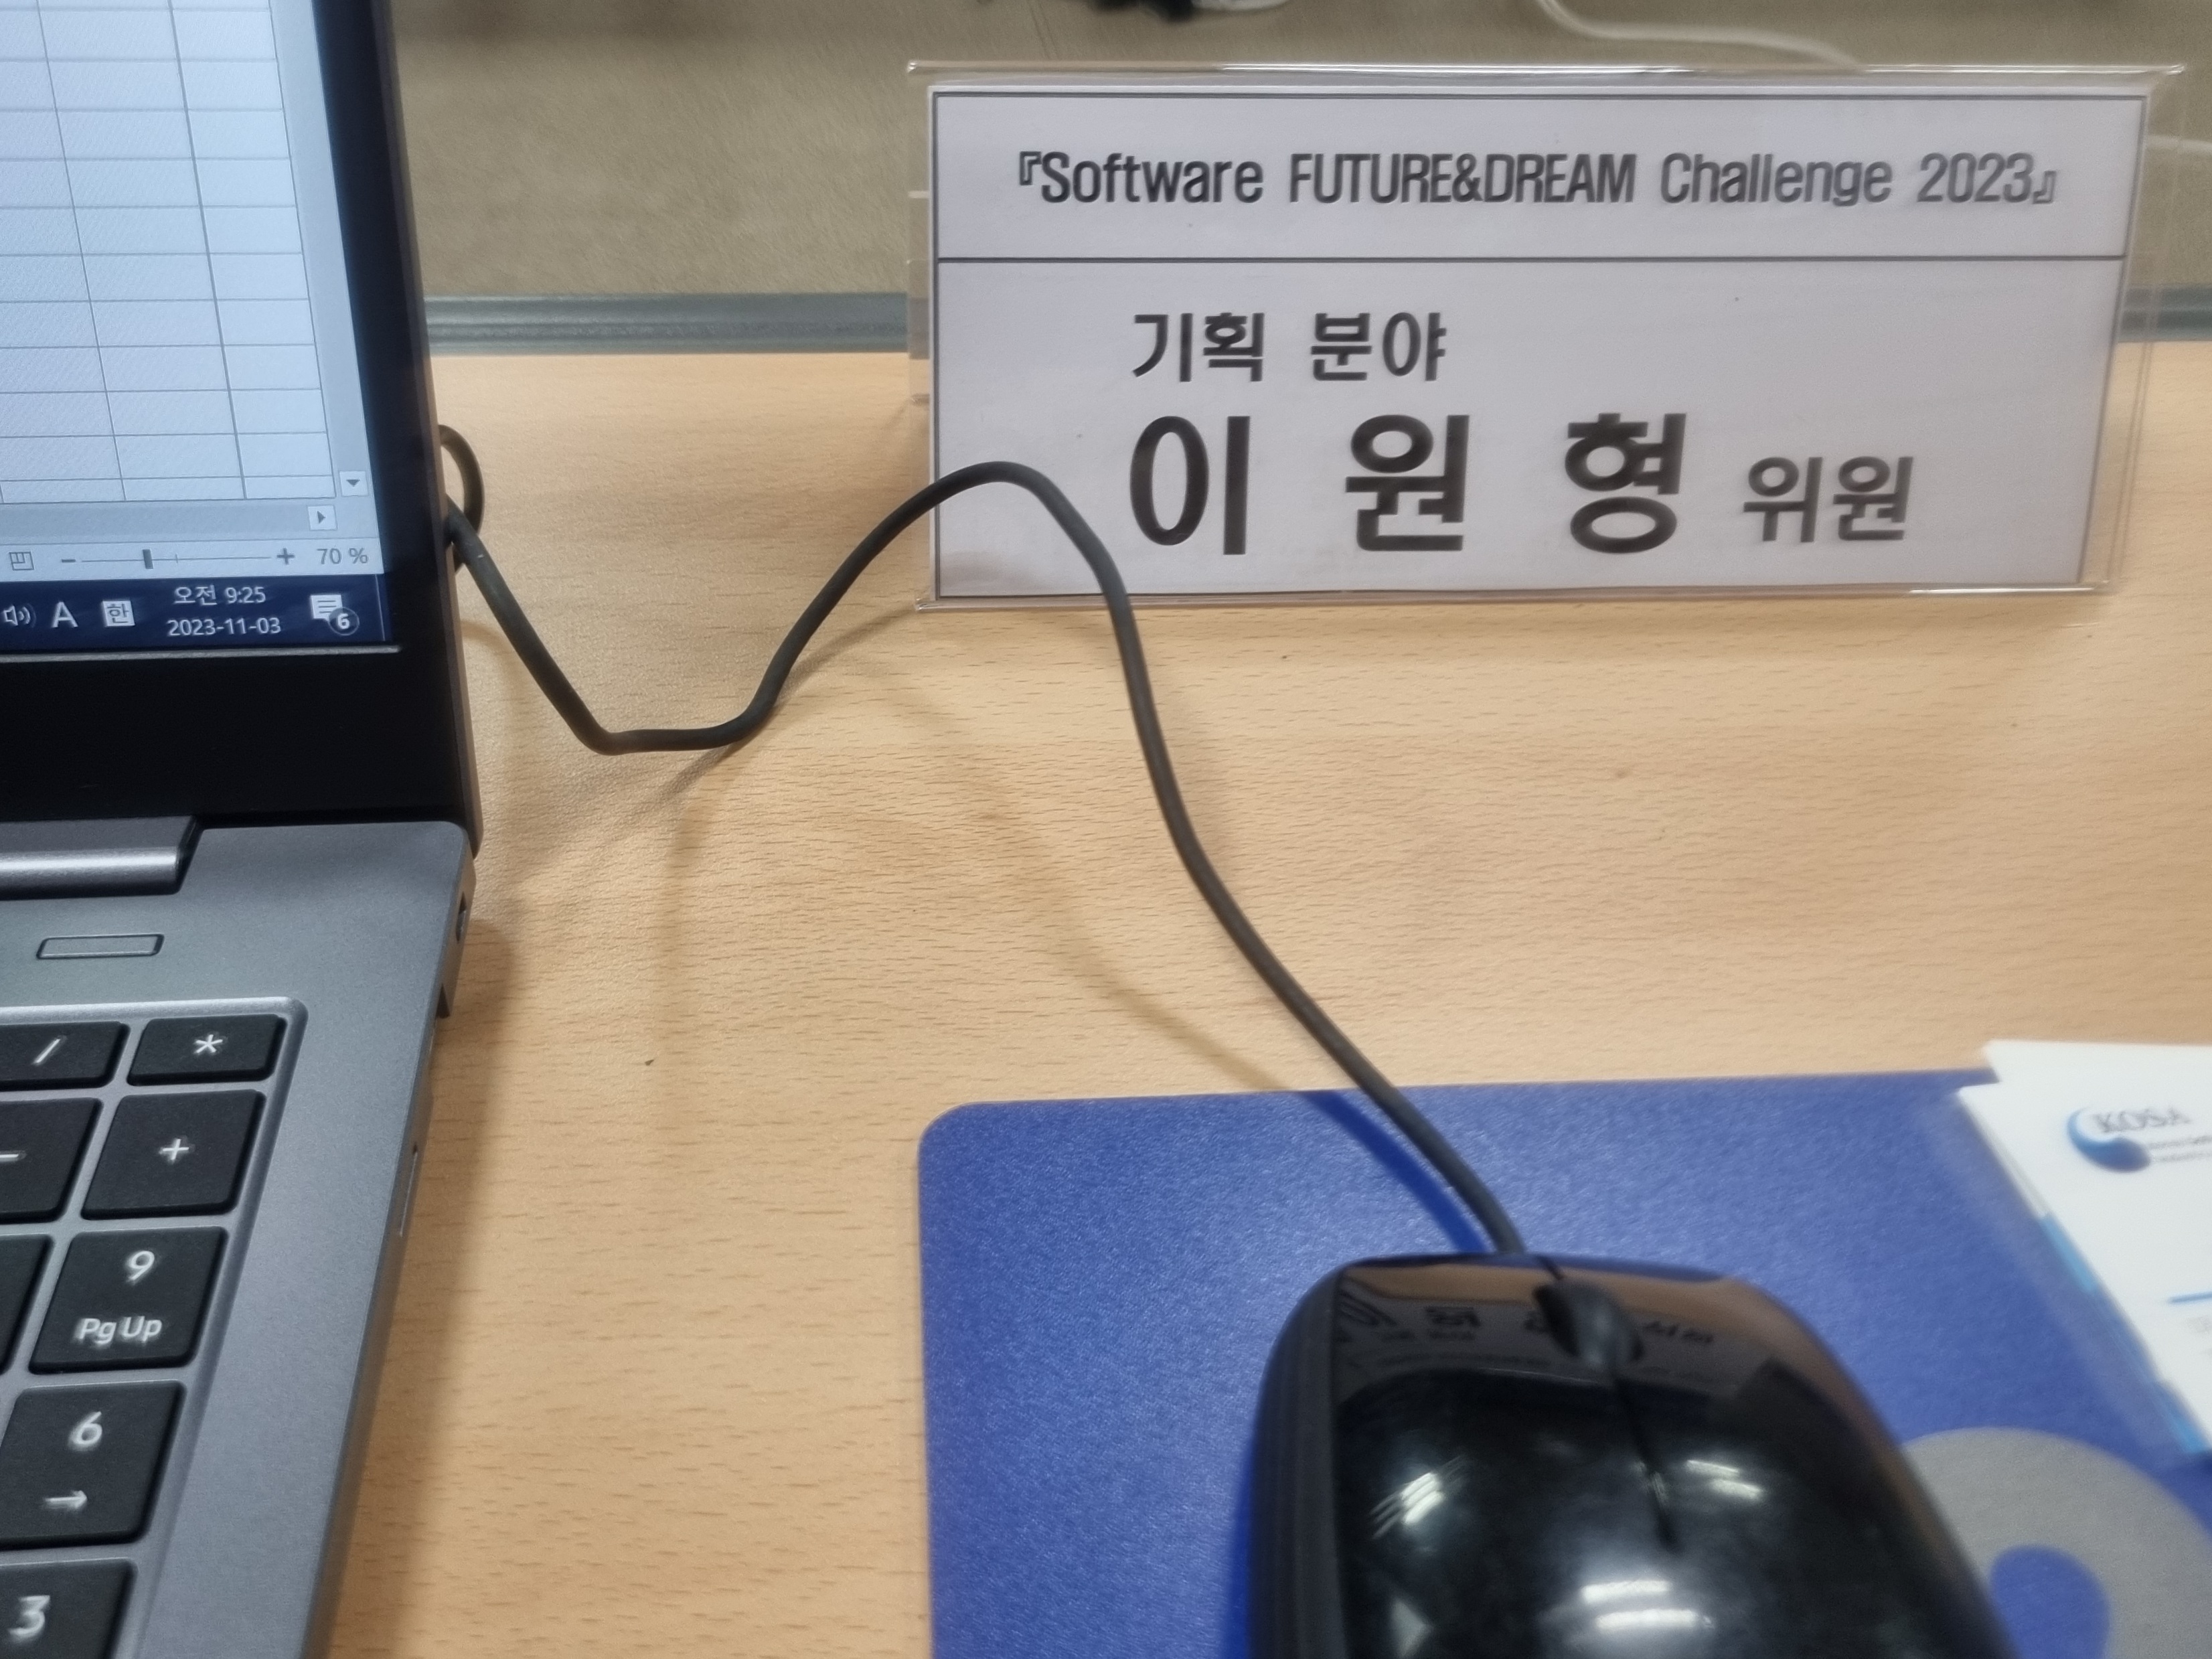 『Software FUTURE&DREAM Challenge 2023』
기획 분야
이 원 형 위원
70 %
A 한 오전 9:25
2023-11-03
6
/ *
- +
9
Pg Up
6
→
3
KOSA